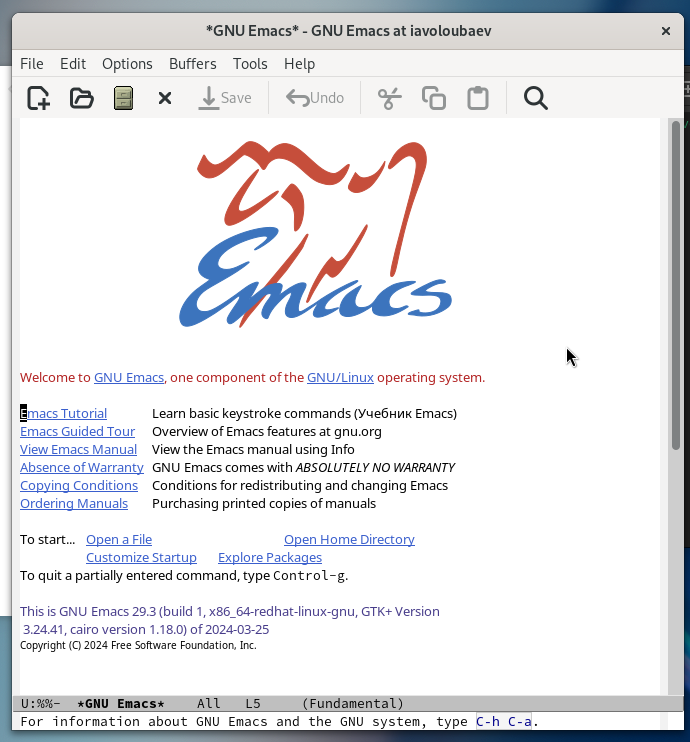 *GNU Emacs* - GNU Emacs at iavoloubaev
File Edit Options Buffers Tools Help
Save Undo
Emacs
Welcome to GNU Emacs, one component of the GNU/Linux operating system.
Emacs Tutorial Learn basic keystroke commands (Учебник Emacs)
Emacs Guided Tour Overview of Emacs features at gnu.org
View Emacs Manual View the Emacs manual using Info
Absence of Warranty GNU Emacs comes with ABSOLUTELY NO WARRANTY
Copying Conditions Conditions for redistributing and changing Emacs
Ordering Manuals Purchasing printed copies of manuals
To start... Open a File Open Home Directory
Customize Startup Explore Packages
To quit a partially entered command, type Control-g.
This is GNU Emacs 29.3 (build 1, x86_64-redhat-linux-gnu, GTK+ Version
3.24.41, cairo version 1.18.0) of 2024-03-25
Copyright (C) 2024 Free Software Foundation, Inc.
U:%%- *GNU Emacs* All L5 (Fundamental)
For information about GNU Emacs and the GNU system, type C-h C-a.